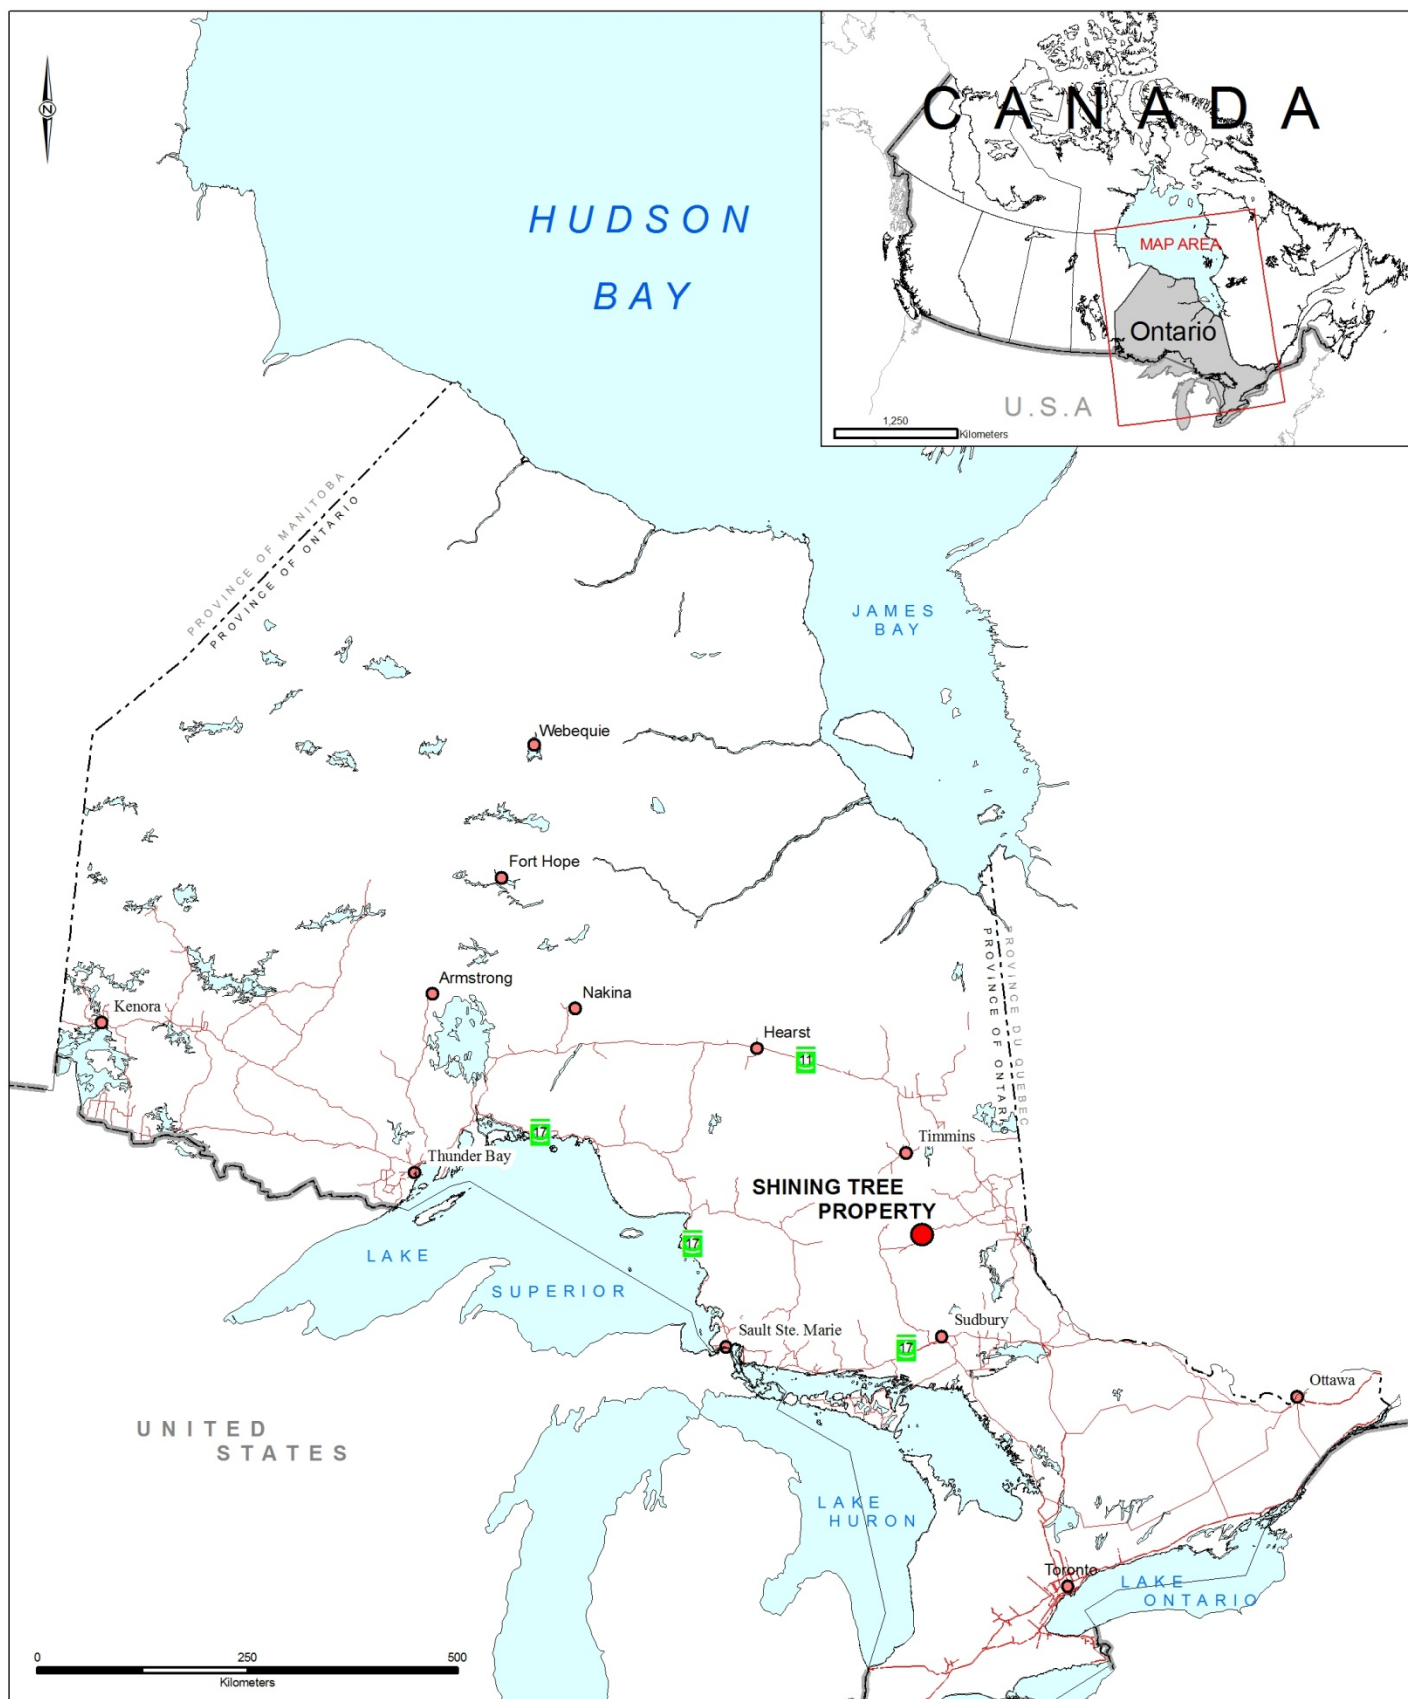 N
CANADA
MAP AREA
Ontario
U.S.A
1,250
Kilometers
HUDSON
BAY
PROVINCE OF MANITOBA
PROVINCE OF ONTARIO
JAMES
BAY
Webequie
Fort Hope
PROVINCE DU QUEBEC
PROVINCE OF ONTARIO
Armstrong
Nakina
Kenora
Hearst
11
17
Timmins
Thunder Bay
SHINING TREE
PROPERTY
17
LAKE
SUPERIOR
Sault Ste. Marie
17
Sudbury
Ottawa
UNITED
STATES
LAKE
HURON
Toronto
LAKE
ONTARIO
0 250 500
Kilometers